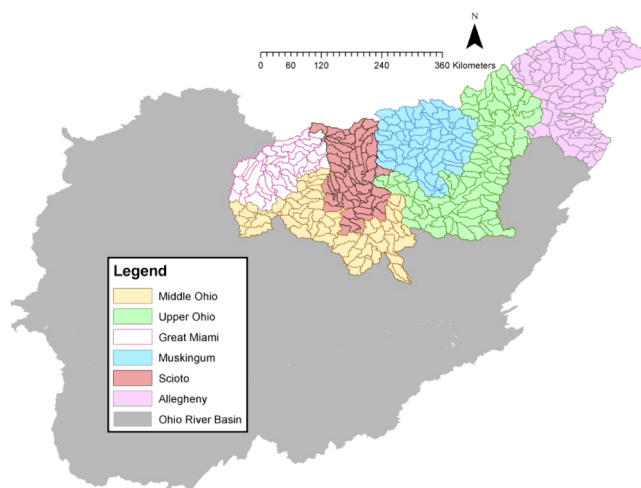 N
0 60 120 240 360 Kilometers
Legend
Middle Ohio
Upper Ohio
Great Miami
Muskingum
Scioto
Allegheny
Ohio River Basin